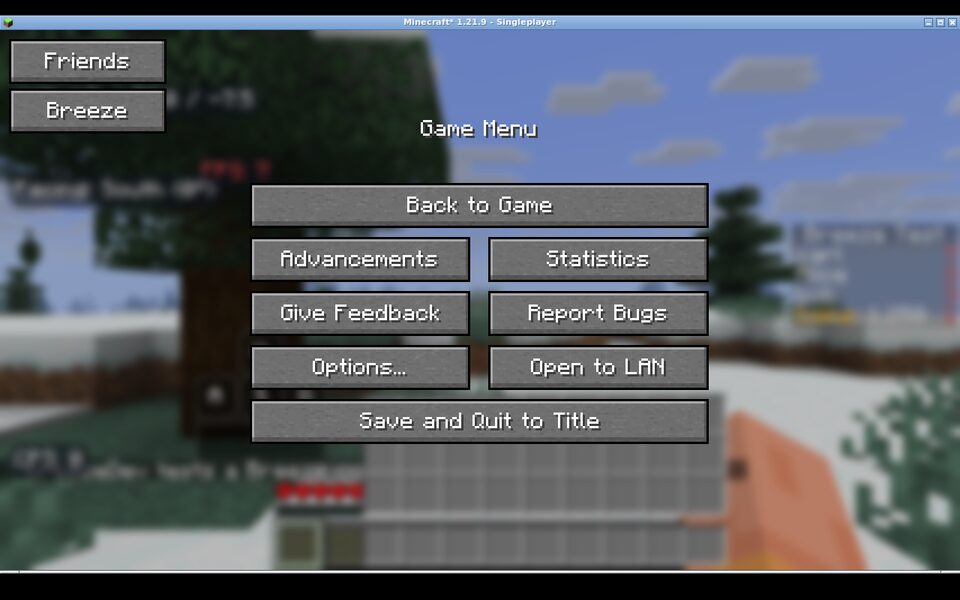 Minecraft* 1.21.9 - Singleplayer
Friends
Breeze
Game Menu
Back to Game
Advancements
Statistics
Give Feedback
Report Bugs
Options...
Open to LAN
Save and Quit to Title